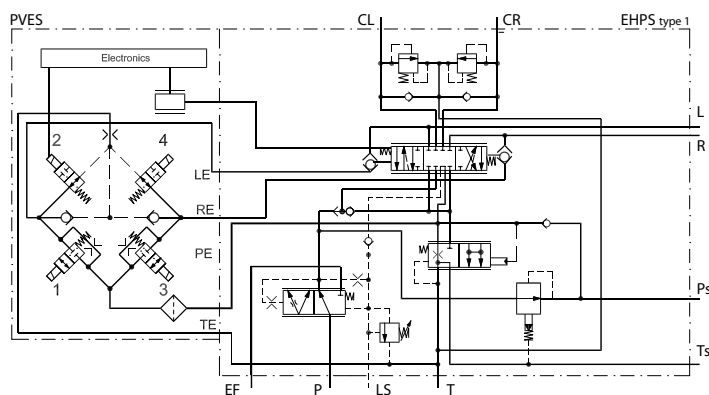 PVES
CL
CR
EHPS type 1
Electronics
L
R
2
4
LE
RE
PE
1
3
TE
Ps
Ts
EF
P
LS
T